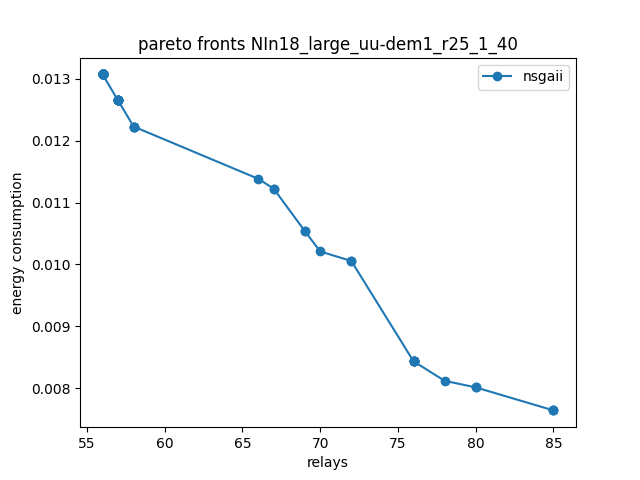 pareto fronts NIn18_large_uu-dem1_r25_1_40
nsgaii
0.013
0.012
0.011
0.010
0.009
0.008
energy consumption
55 60 65 70 75 80 85
relays